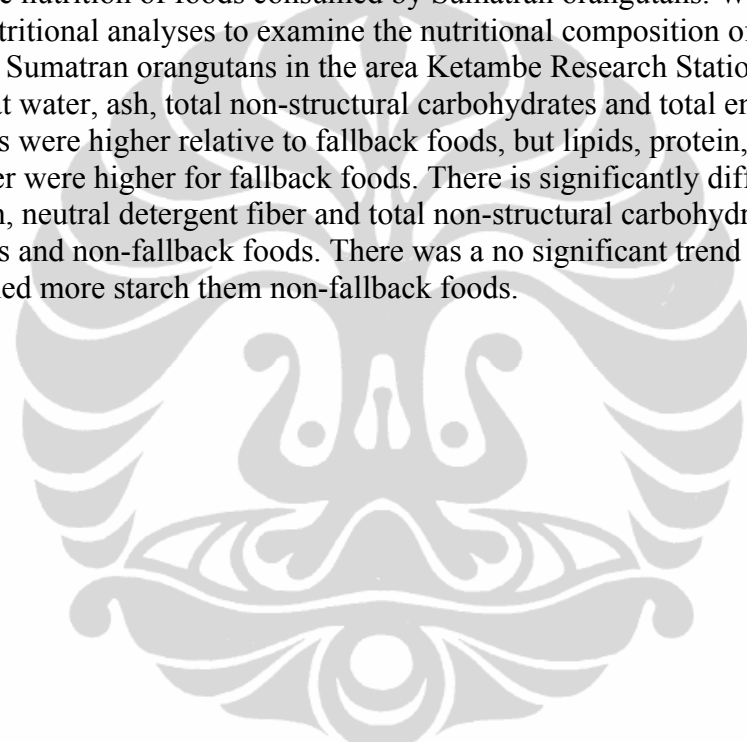 nutrition of foods consumed by Sumatran orangutans.
tritional analyses to examine the nutritional composition of
Sumatran orangutans in the area Ketambe Research Statio
t water, ash, total non-structural carbohydrates and total en
s were higher relative to fallback foods, but lipids, protein,
er were higher for fallback foods. There is significantly diff
n, neutral detergent fiber and total non-structural carbohydr
s and non-fallback foods. There was a no significant trend
ed more starch them non-fallback foods.